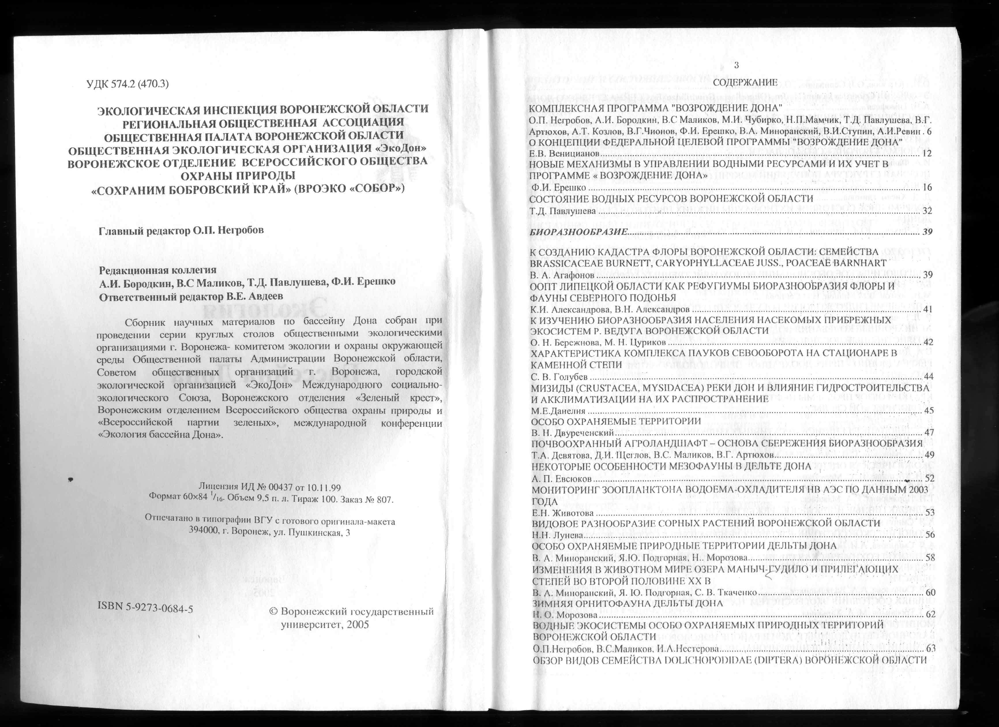 УДК 574.2 (470.3)
ЭКОЛОГИЧЕСКАЯ ИНСПЕКЦИЯ ВОРОНЕЖСКОЙ ОБЛАСТИ
РЕГИОНАЛЬНАЯ ОБЩЕСТВЕННАЯ АССОЦИАЦИЯ
ОБЩЕСТВЕННАЯ ПАЛАТА ВОРОНЕЖСКОЙ ОБЛАСТИ
ОБЩЕСТВЕННАЯ ЭКОЛОГИЧЕСКАЯ ОРГАНИЗАЦИЯ «ЭкоДон»
ВОРОНЕЖСКОЕ ОТДЕЛЕНИЕ ВСЕРОССИЙСКОГО ОБЩЕСТВА
ОХРАНЫ ПРИРОДЫ
«СОХРАНИМ БОБРОВСКИЙ КРАЙ» (ВРОЭКО «СОБОР»)
Главный редактор О.П. Негробов
Редакционная коллегия
А.И. Бородкин, В.С Маликов, Т.Д. Павлушева, Ф.И. Ерешко
Ответственный редактор В.Е. Авдеев
Сборник научных материалов по бассейну Дона собран при
проведении серии круглых столов общественными экологическими
организациями г. Воронежа- комитетом экологии и охраны окружающей
среды Общественной палаты Администрации Воронежской области,
Советом общественных организаций г. Воронежа, городской
экологической организацией «ЭкоДон» Международного социально-
экологического Союза, Воронежского отделения «Зеленый крест»,
Воронежским отделением Всероссийского общества охраны природы и
«Всероссийской партии зеленых», международной конференции
«Экология бассейна Дона».
Лицензия ИД № 00437 от 10.11.99
Формат 60×84 1/16. Объем 9,5 п. л. Тираж 100. Заказ № 807.
Отпечатано в типографии ВГУ с готового оригинала-макета
394000, г. Воронеж, ул. Пушкинская, 3
ISBN 5-9273-0684-5
© Воронежский государственный
университет, 2005
3
СОДЕРЖАНИЕ
КОМПЛЕКСНАЯ ПРОГРАММА "ВОЗРОЖДЕНИЕ ДОНА"
О.П. Негробов, А.И. Бородкин, В.С Маликов, М.И. Чубирко, Н.П.Мамчик, Т.Д. Павлушева, В.Г.
Артюхов, А.Т. Козлов, В.Г.Чионов, Ф.И. Ерешко, В.А. Миноранский, В.И.Ступин, А.И.Ревин . 6
О КОНЦЕПЦИИ ФЕДЕРАЛЬНОЙ ЦЕЛЕВОЙ ПРОГРАММЫ "ВОЗРОЖДЕНИЕ ДОНА"
Е.В. Веницианов.......... 12
НОВЫЕ МЕХАНИЗМЫ В УПРАВЛЕНИИ ВОДНЫМИ РЕСУРСАМИ И ИХ УЧЕТ В
ПРОГРАММЕ « ВОЗРОЖДЕНИЕ ДОНА»
Ф.И. Ерешко .......... 16
СОСТОЯНИЕ ВОДНЫХ РЕСУРСОВ ВОРОНЕЖСКОЙ ОБЛАСТИ
Т.Д. Павлушева .......... 32
БИОРАЗНООБРАЗИЕ.......... 39
К СОЗДАНИЮ КАДАСТРА ФЛОРЫ ВОРОНЕЖСКОЙ ОБЛАСТИ: СЕМЕЙСТВА
BRASSICACEAE BURNETT, CARYOPHYLLACEAE JUSS., POACEAE BARNHART
В. А. Агафонов .......... 39
ООПТ ЛИПЕЦКОЙ ОБЛАСТИ КАК РЕФУГИУМЫ БИОРАЗНООБРАЗИЯ ФЛОРЫ И
ФАУНЫ СЕВЕРНОГО ПОДОНЬЯ
К.И. Александрова, В.Н. Александров .......... 41
К ИЗУЧЕНИЮ БИОРАЗНООБРАЗИЯ НАСЕЛЕНИЯ НАСЕКОМЫХ ПРИБРЕЖНЫХ
ЭКОСИСТЕМ Р. ВЕДУГА ВОРОНЕЖСКОЙ ОБЛАСТИ
О. Н. Бережнова, М. Н. Цуриков .......... 42
ХАРАКТЕРИСТИКА КОМПЛЕКСА ПАУКОВ СЕВООБОРОТА НА СТАЦИОНАРЕ В
КАМЕННОЙ СТЕПИ
С. В. Голубев .......... 44
МИЗИДЫ (CRUSTACEA, MYSIDACEA) РЕКИ ДОН И ВЛИЯНИЕ ГИДРОСТРОИТЕЛЬСТВА
И АККЛИМАТИЗАЦИИ НА ИХ РАСПРОСТРАНЕНИЕ
М.Е.Данелия .......... 45
ОСОБО ОХРАНЯЕМЫЕ ТЕРРИТОРИИ
В. Н. Двуреченский.......... 47
ПОЧВООХРАННЫЙ АГРОЛАНДШАФТ – ОСНОВА СБЕРЕЖЕНИЯ БИОРАЗНООБРАЗИЯ
Т.А. Девятова, Д.И. Щеглов, В.С. Маликов, В.Г. Артюхов.......... 49
НЕКОТОРЫЕ ОСОБЕННОСТИ МЕЗОФАУНЫ В ДЕЛЬТЕ ДОНА
А. П. Евсюков .......... 52
МОНИТОРИНГ ЗООПЛАНКТОНА ВОДОЕМА-ОХЛАДИТЕЛЯ НВ АЭС ПО ДАННЫМ 2003
ГОДА
Е.Н. Животова .......... 53
ВИДОВОЕ РАЗНООБРАЗИЕ СОРНЫХ РАСТЕНИЙ ВОРОНЕЖСКОЙ ОБЛАСТИ
Н.Н. Лунева.......... 56
ОСОБО ОХРАНЯЕМЫЕ ПРИРОДНЫЕ ТЕРРИТОРИИ ДЕЛЬТЫ ДОНА
В. А. Миноранский, Я.Ю. Подгорная, Н.. Морозова.......... 58
ИЗМЕНЕНИЯ В ЖИВОТНОМ МИРЕ ОЗЕРА МАНЫЧ-ГУДИЛО И ПРИЛЕГАЮЩИХ
СТЕПЕЙ ВО ВТОРОЙ ПОЛОВИНЕ XX В
В. А. Миноранский, Я. Ю. Подгорная, С. В. Ткаченко.......... 60
ЗИМНЯЯ ОРНИТОФАУНА ДЕЛЬТЫ ДОНА
Н. О. Морозова.......... 62
ВОДНЫЕ ЭКОСИСТЕМЫ ОСОБО ОХРАНЯЕМЫХ ПРИРОДНЫХ ТЕРРИТОРИЙ
ВОРОНЕЖСКОЙ ОБЛАСТИ
О.П.Негробов, В.С.Маликов, И.А.Нестерова.......... 63
ОБЗОР ВИДОВ СЕМЕЙСТВА DOLICHOPODIDAE (DIPTERA) ВОРОНЕЖСКОЙ ОБЛАСТИ